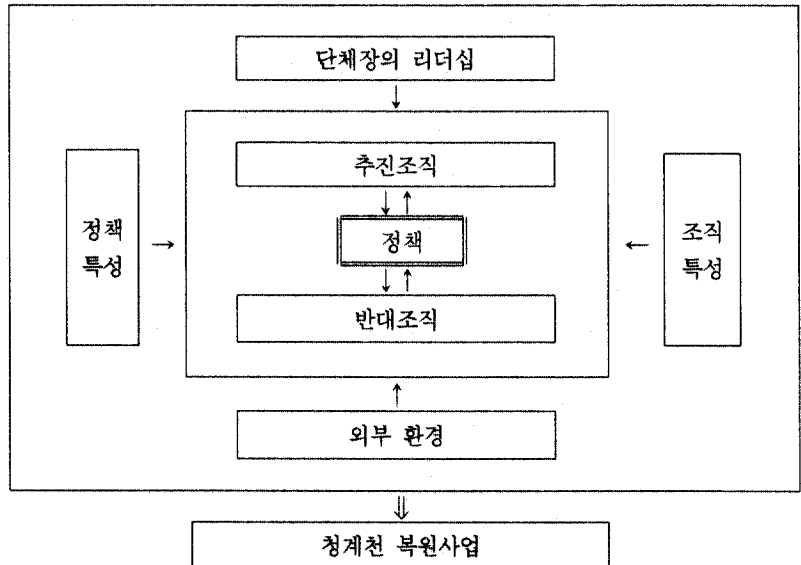 단체장의 리더십
추진조직
정책
특성
정책
조직
특성
반대조직
외부 환경
청계천 복원사업